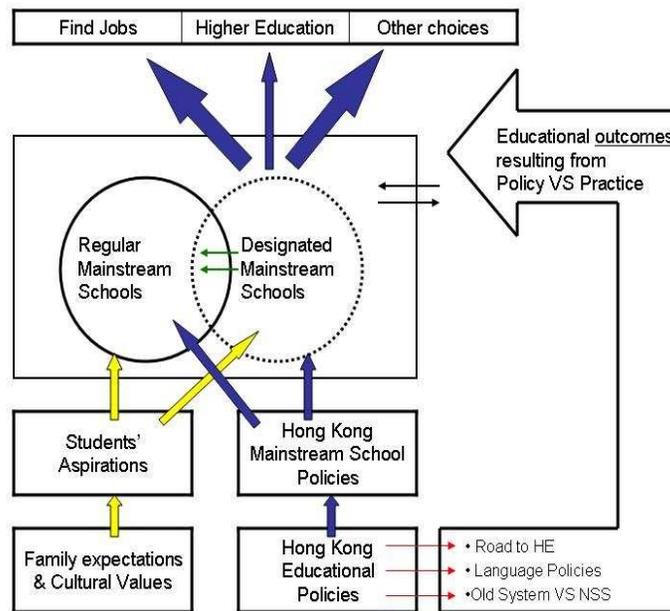 Find Jobs
Higher Education
Other choices
Educational outcomes
resulting from
Policy VS Practice
Regular
Mainstream
Schools
Designated
Mainstream
Schools
Students'
Aspirations
Hong Kong
Mainstream School
Policies
Family expectations
& Cultural Values
Hong Kong
Educational
Policies
• Road to HE
• Language Policies
• Old System VS NSS